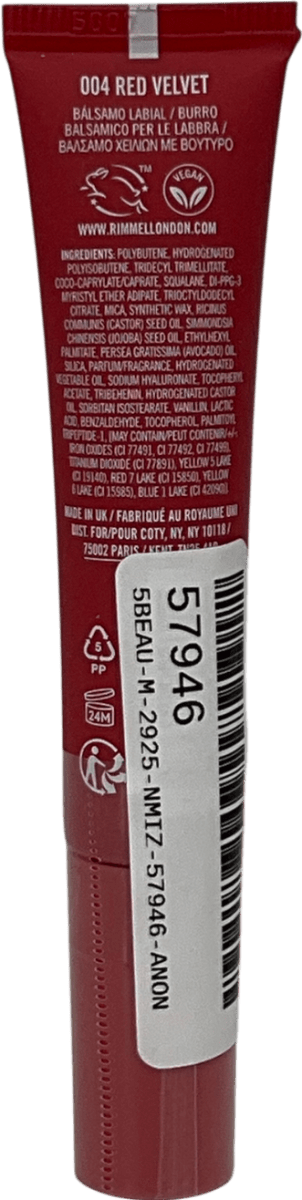 004 RED VELVET
BÁLSAMO LABIAL / BURRO
BALSAMICO PER LE LABBRA /
ΒΑΛΣΑΜΟ ΧΕΙΛΙΩΝ ΜΕ ΒΟΥΤΥΡΟ
TM
VEGAN
WWW.RIMMELLONDON.COM
INGREDIENTS: POLYBUTENE, HYDROGENATED
POLYISOBUTENE, TRIDECYL TRIMELLITATE,
COCO-CAPRYLATE/CAPRATE, SQUALANE, DI-PPG-3
MYRISTYL ETHER ADIPATE, TRIOCTYLDODECYL
CITRATE, MICA, SYNTHETIC WAX, RICINUS
COMMUNIS (CASTOR) SEED OIL, SIMMONDSIA
CHINENSIS (JOJOBA) SEED OIL, ETHYLHEXYL
PALMITATE, PERSEA GRATISSIMA (AVOCADO) OIL,
SILICA, PARFUM/FRAGRANCE, HYDROGENATED
VEGETABLE OIL, SODIUM HYALURONATE, TOCOPHERYL
ACETATE, TRIBEHENIN, HYDROGENATED CASTOR
OIL, SORBITAN ISOSTEARATE, VANILLIN, LACTIC
ACID, BENZALDEHYDE, TOCOPHEROL, PALMITOYL
TRIPEPTIDE-1, [MAY CONTAIN/PEUT CONTENIR/+/-:
IRON OXIDES (CI 77491, CI 77492, CI 77499),
TITANIUM DIOXIDE (CI 77891), YELLOW 5 LAKE
(CI 19140), RED 7 LAKE (CI 15850), YELLOW
6 LAKE (CI 15985), BLUE 1 LAKE (CI 42090)]
MADE IN UK / FABRIQUÉ AU ROYAUME UNI
DIST. FOR/POUR COTY, NY, NY 10118 /
75002 PARIS / KENT,
5
PP
24M
57946
5BEAU-M-2925-NMIZ-57946-ANON